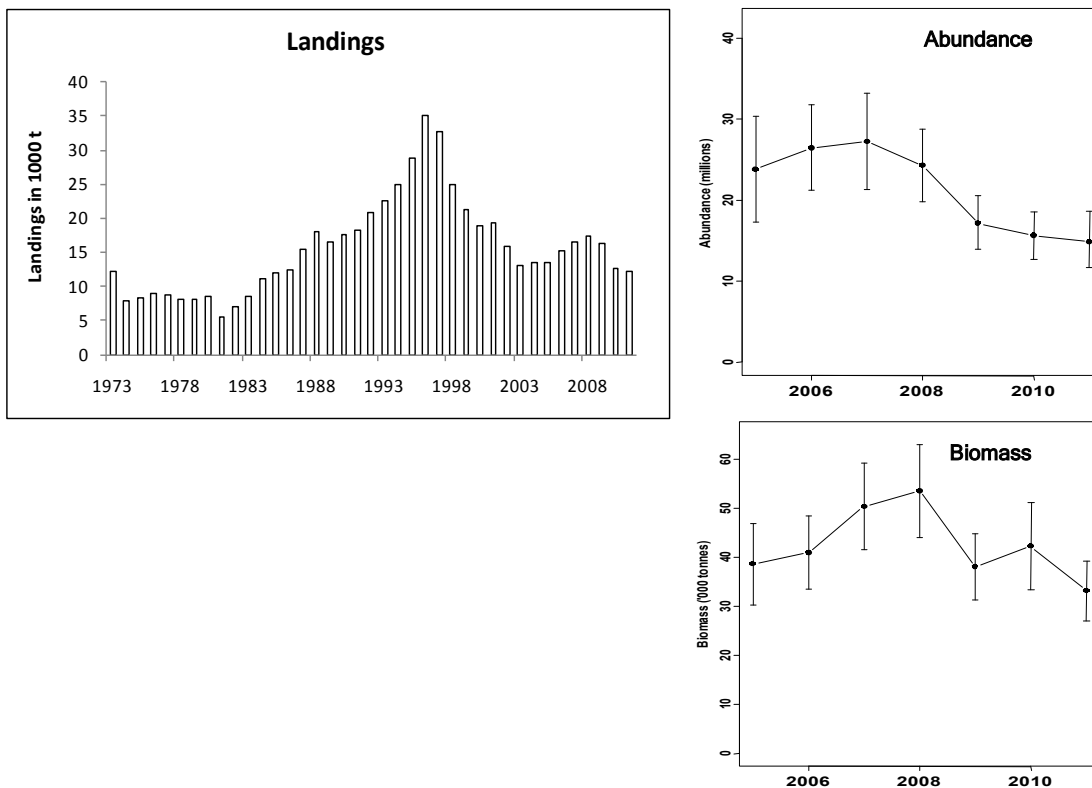 Landings
Landings in 1000 t
40
35
30
25
20
15
10
5
0
1973 1978 1983 1988 1993 1998 2003 2008
Abundance
Abundance (millions)
40
30
20
10
0
2006 2008 2010
Biomass
Biomass ('000 tonnes)
60
50
40
30
20
10
0
2006 2008 2010